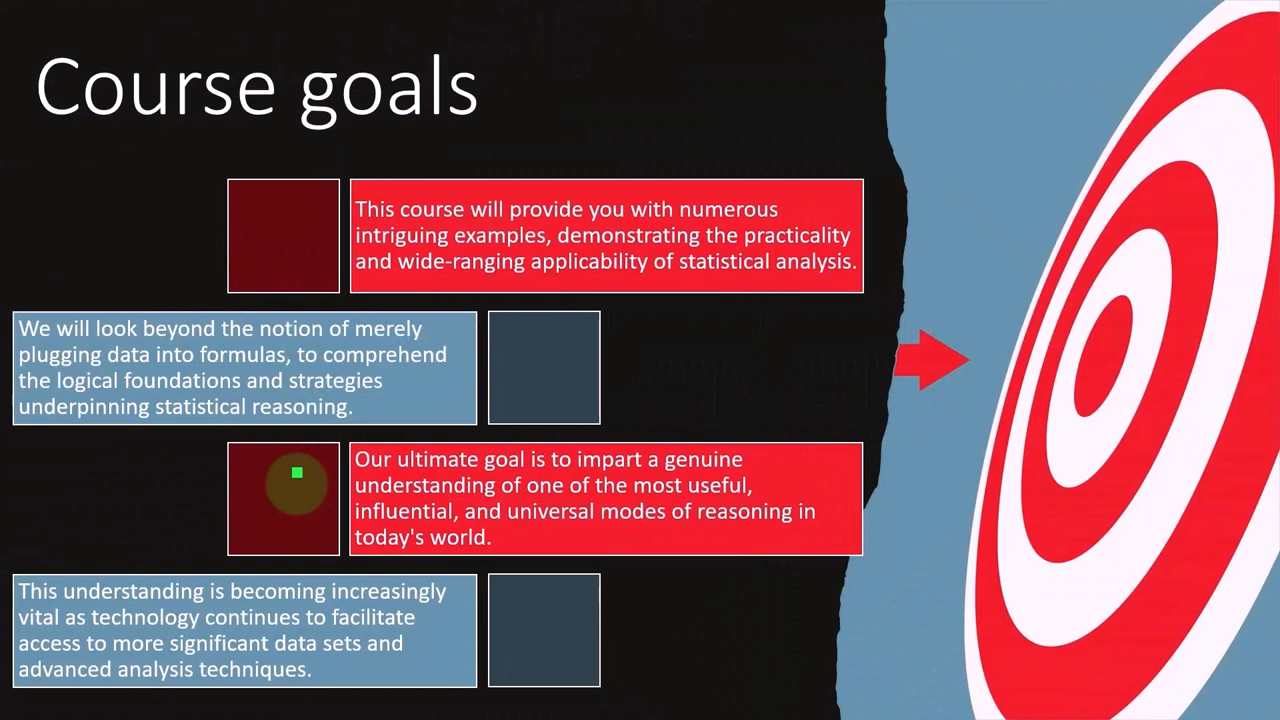 Course goals
This course will provide you with numerous
intriguing examples, demonstrating the practicality
and wide-ranging applicability of statistical analysis.
We will look beyond the notion of merely
plugging data into formulas, to comprehend
the logical foundations and strategies
underpinning statistical reasoning.
Our ultimate goal is to impart a genuine
understanding of one of the most useful,
influential, and universal modes of reasoning in
today's world.
This understanding is becoming increasingly
vital as technology continues to facilitate
access to more significant data sets and
advanced analysis techniques.